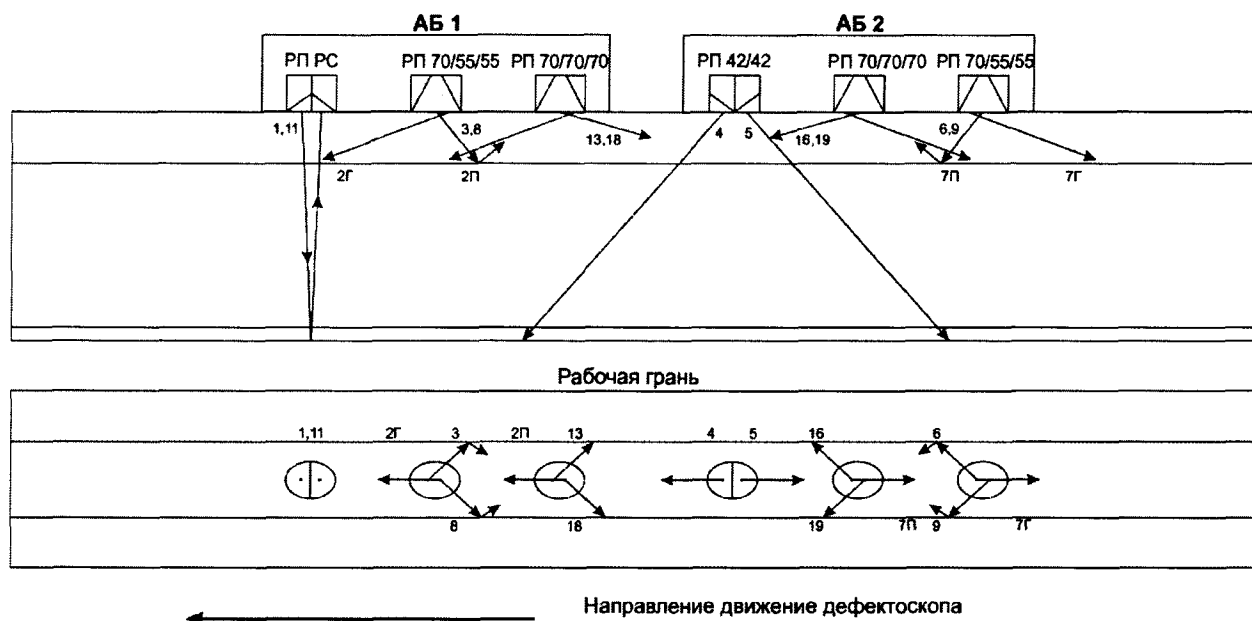 АБ 1 АБ 2
РП РС РП 70/55/55 РП 70/70/70 РП 42/42 РП 70/70/70 РП 70/55/55
1,11 3,8 13,18 4 5 16,19 6,9
2Г 2П 7П 7Г
Рабочая грань
1,11 2Г 3 2П 13 4 5 16 6
8 18 19 7П 9 7Г
Направление движение дефектоскопа